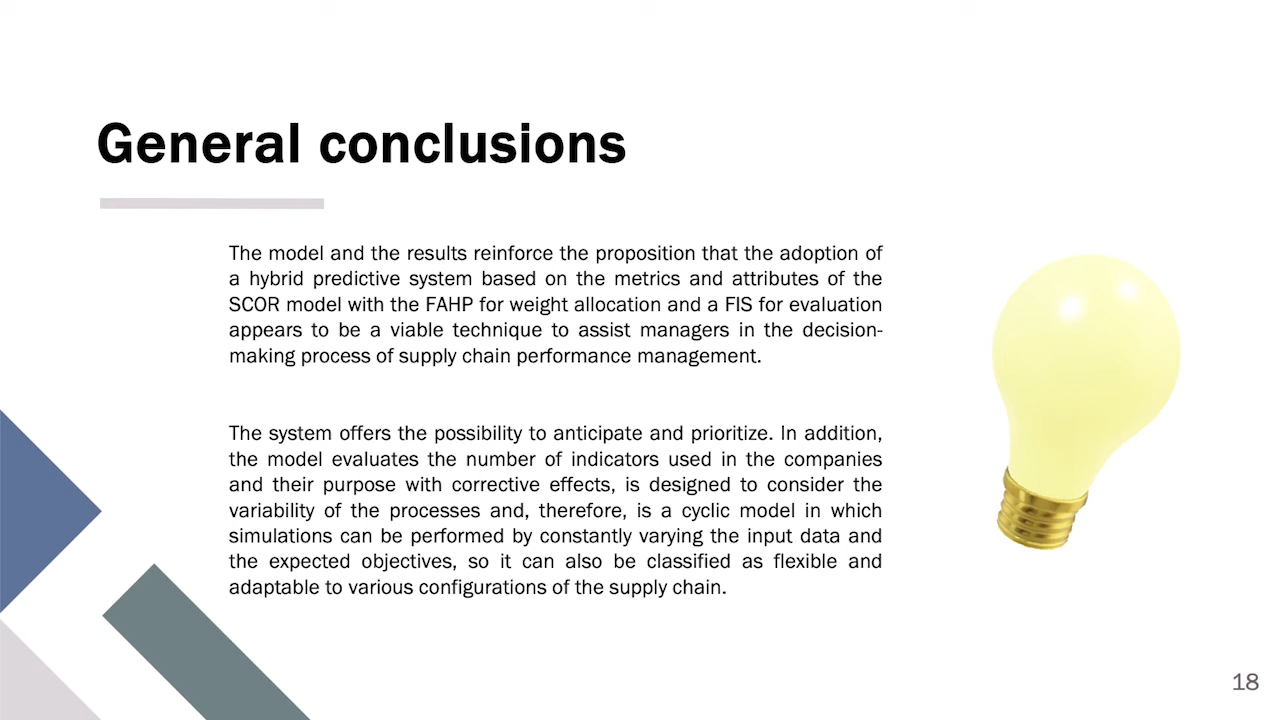 General conclusions
The model and the results reinforce the proposition that the adoption of
a hybrid predictive system based on the metrics and attributes of the
SCOR model with the FAHP for weight allocation and a FIS for evaluation
appears to be a viable technique to assist managers in the decision-
making process of supply chain performance management.
The system offers the possibility to anticipate and prioritize. In addition,
the model evaluates the number of indicators used in the companies
and their purpose with corrective effects, is designed to consider the
variability of the processes and, therefore, is a cyclic model in which
simulations can be performed by constantly varying the input data and
the expected objectives, so it can also be classified as flexible and
adaptable to various configurations of the supply chain.
18